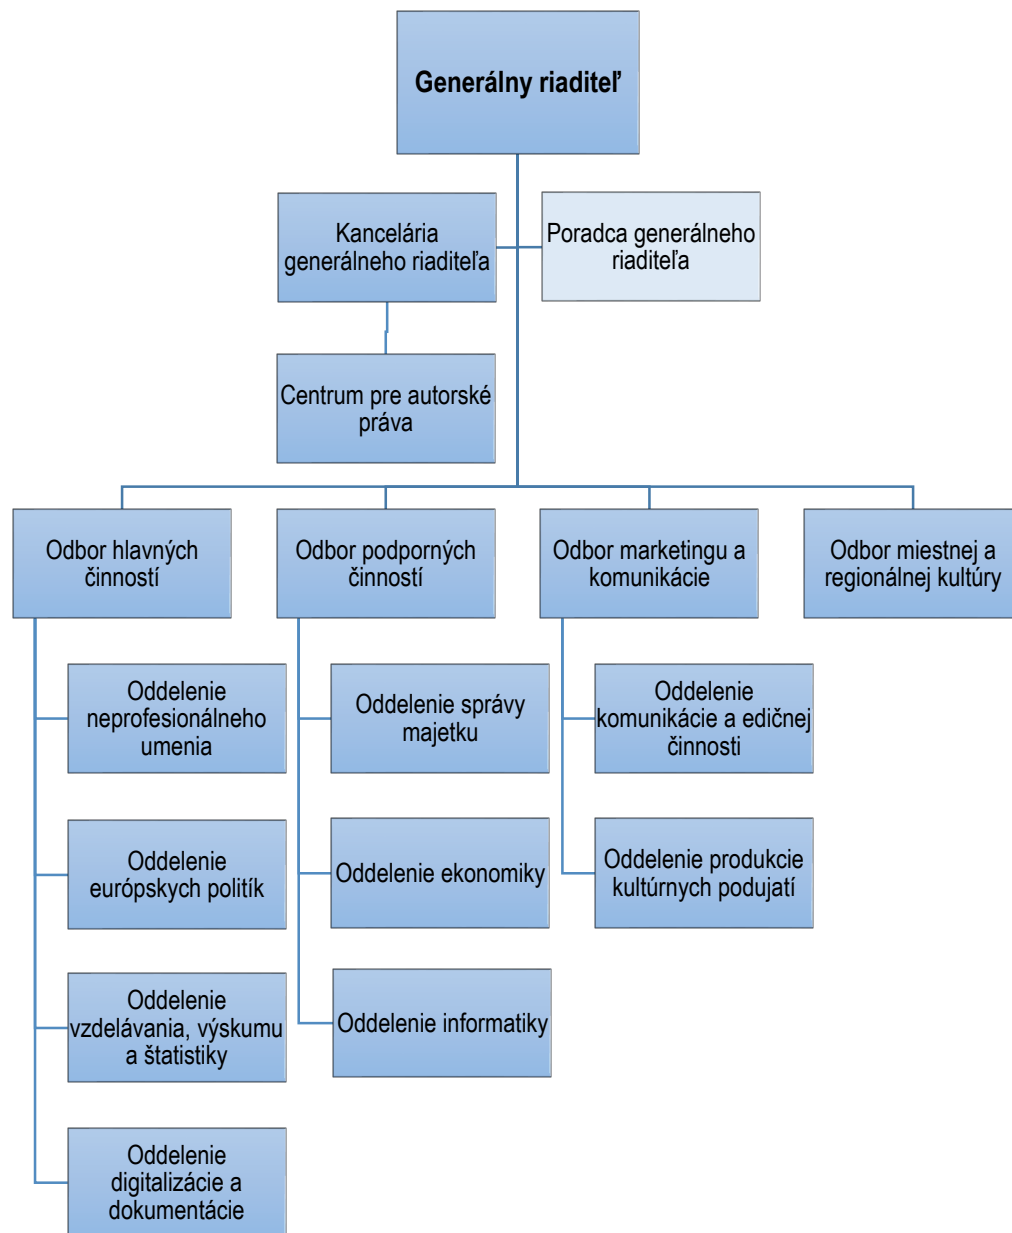 Generálny riaditeľ
Kancelária
generálneho riaditeľa
Poradca generálneho
riaditeľa
Centrum pre autorské
práva
Odbor hlavných
činností
Odbor podporných
činností
Odbor marketingu a
komunikácie
Odbor miestnej a
regionálnej kultúry
Oddelenie
neprofesionálneho
umenia
Oddelenie správy
majetku
Oddelenie
komunikácie a edičnej
činnosti
Oddelenie
európskych politík
Oddelenie ekonomiky
Oddelenie produkcie
kultúrnych podujatí
Oddelenie
vzdelávania, výskumu
a štatistiky
Oddelenie informatiky
Oddelenie
digitalizácie a
dokumentácie